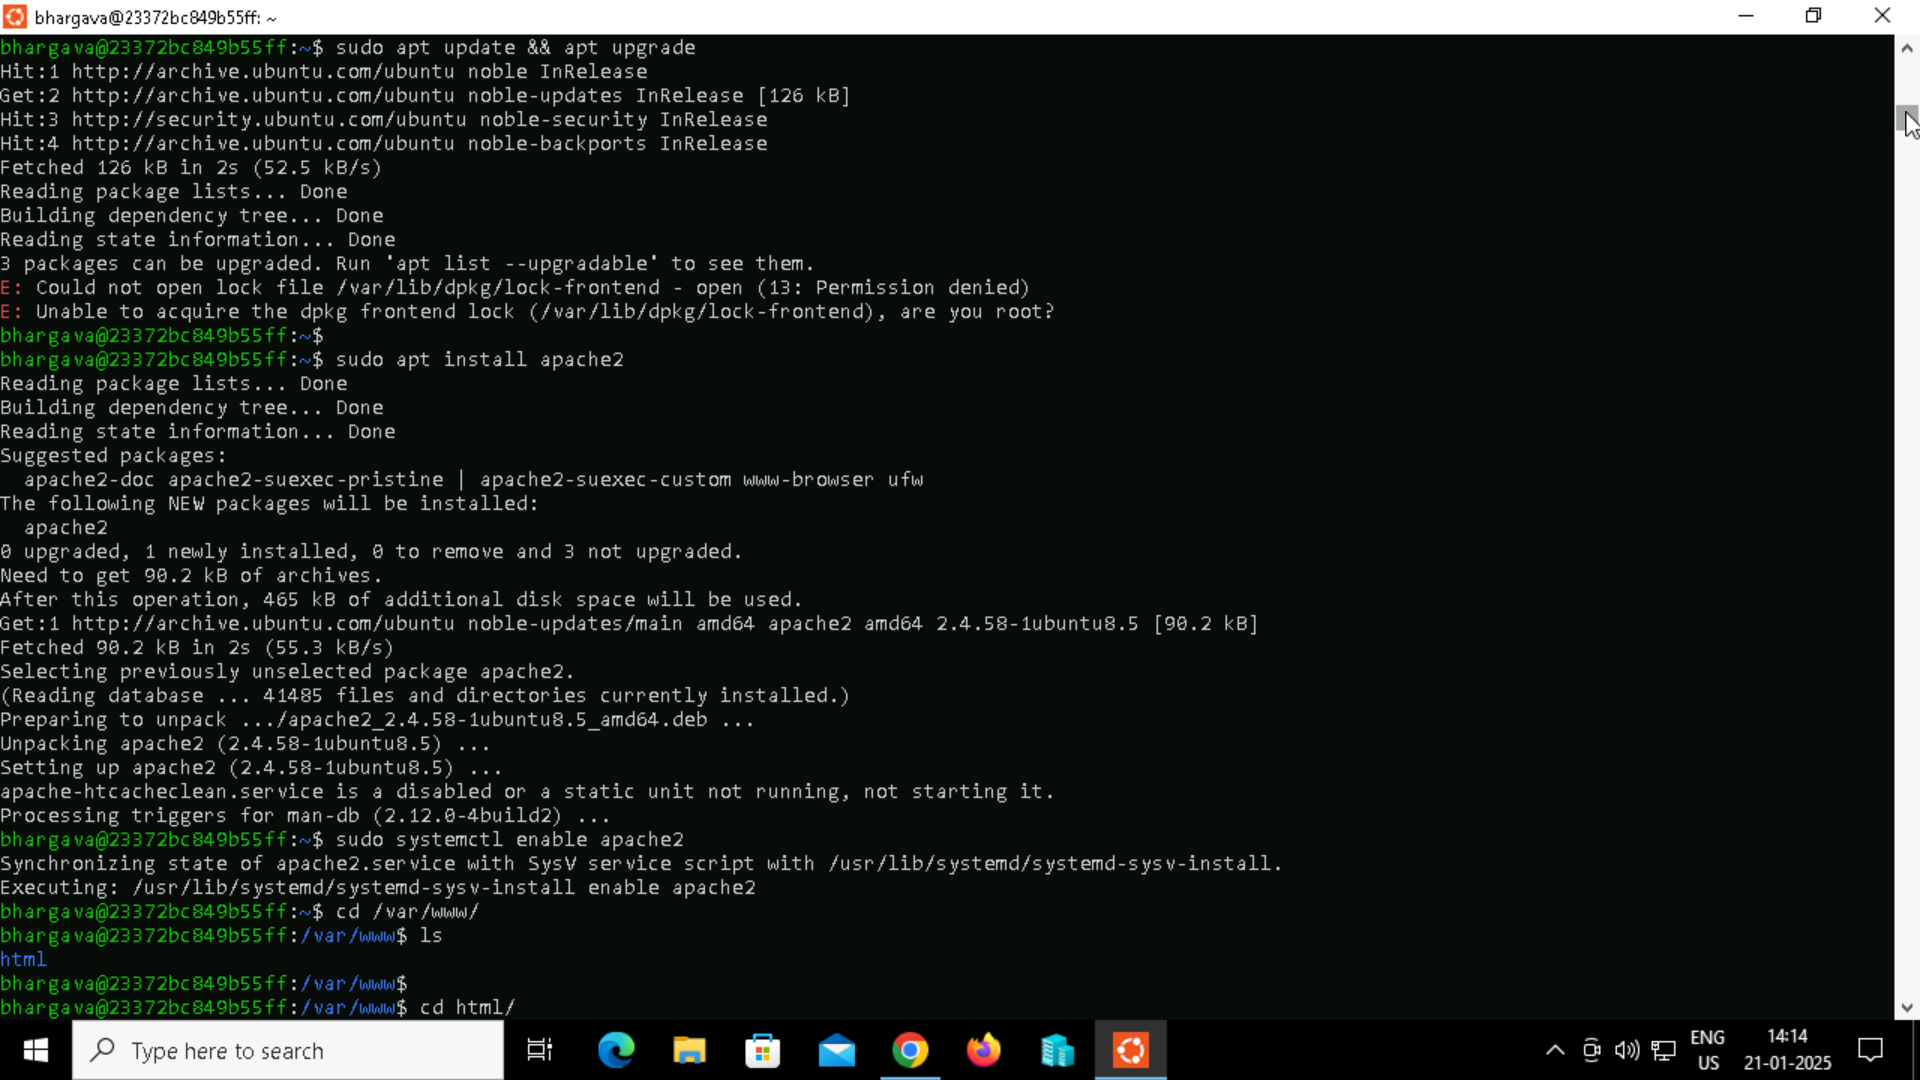 bhargava@23372bc849b55ff: ~
bhargava@23372bc849b55ff:~$ sudo apt update && apt upgrade
Hit:1 http://archive.ubuntu.com/ubuntu noble InRelease
Get:2 http://archive.ubuntu.com/ubuntu noble-updates InRelease [126 kB]
Hit:3 http://security.ubuntu.com/ubuntu noble-security InRelease
Hit:4 http://archive.ubuntu.com/ubuntu noble-backports InRelease
Fetched 126 kB in 2s (52.5 kB/s)
Reading package lists... Done
Building dependency tree... Done
Reading state information... Done
3 packages can be upgraded. Run 'apt list --upgradable' to see them.
E: Could not open lock file /var/lib/dpkg/lock-frontend - open (13: Permission denied)
E: Unable to acquire the dpkg frontend lock (/var/lib/dpkg/lock-frontend), are you root?
bhargava@23372bc849b55ff:~$
bhargava@23372bc849b55ff:~$ sudo apt install apache2
Reading package lists... Done
Building dependency tree... Done
Reading state information... Done
Suggested packages:
  apache2-doc apache2-suexec-pristine | apache2-suexec-custom www-browser ufw
The following NEW packages will be installed:
  apache2
0 upgraded, 1 newly installed, 0 to remove and 3 not upgraded.
Need to get 90.2 kB of archives.
After this operation, 465 kB of additional disk space will be used.
Get:1 http://archive.ubuntu.com/ubuntu noble-updates/main amd64 apache2 amd64 2.4.58-1ubuntu8.5 [90.2 kB]
Fetched 90.2 kB in 2s (55.3 kB/s)
Selecting previously unselected package apache2.
(Reading database ... 41485 files and directories currently installed.)
Preparing to unpack .../apache2_2.4.58-1ubuntu8.5_amd64.deb ...
Unpacking apache2 (2.4.58-1ubuntu8.5) ...
Setting up apache2 (2.4.58-1ubuntu8.5) ...
apache-htcacheclean.service is a disabled or a static unit not running, not starting it.
Processing triggers for man-db (2.12.0-4build2) ...
bhargava@23372bc849b55ff:~$ sudo systemctl enable apache2
Synchronizing state of apache2.service with SysV service script with /usr/lib/systemd/systemd-sysv-install.
Executing: /usr/lib/systemd/systemd-sysv-install enable apache2
bhargava@23372bc849b55ff:~$ cd /var/www/
bhargava@23372bc849b55ff:/var/www$ ls
html
bhargava@23372bc849b55ff:/var/www$
bhargava@23372bc849b55ff:/var/www$ cd html/
Type here to search
ENG
US
14:14
21-01-2025